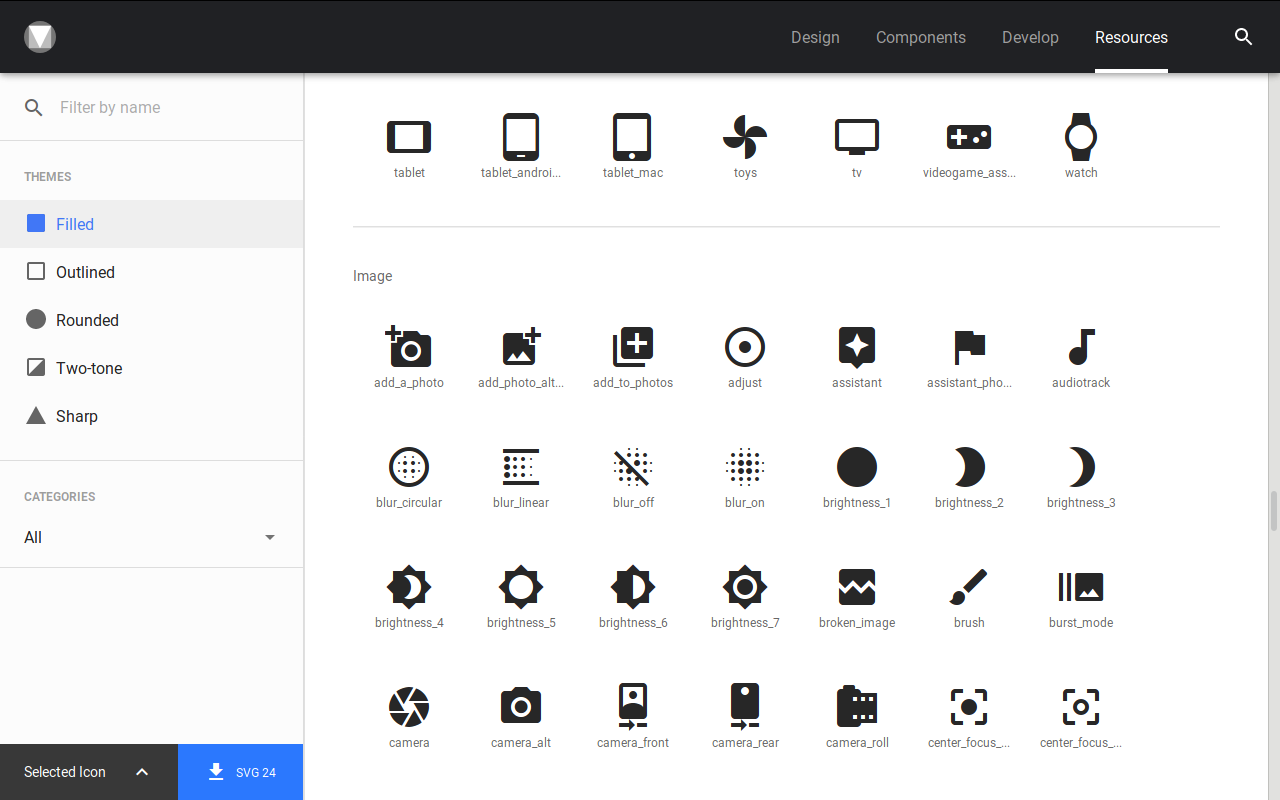 Design Components Develop Resources
Filter by name
THEMES
Filled
Outlined
Rounded
Two-tone
Sharp
CATEGORIES
All
Selected Icon
SVG 24
tablet tablet_androi... tablet_mac toys tv videogame_ass... watch
Image
add_a_photo add_photo_alt... add_to_photos adjust assistant assistant_pho... audiotrack
blur_circular blur_linear blur_off blur_on brightness_1 brightness_2 brightness_3
brightness_4 brightness_5 brightness_6 brightness_7 broken_image brush burst_mode
camera camera_alt camera_front camera_rear camera_roll center_focus_... center_focus_...